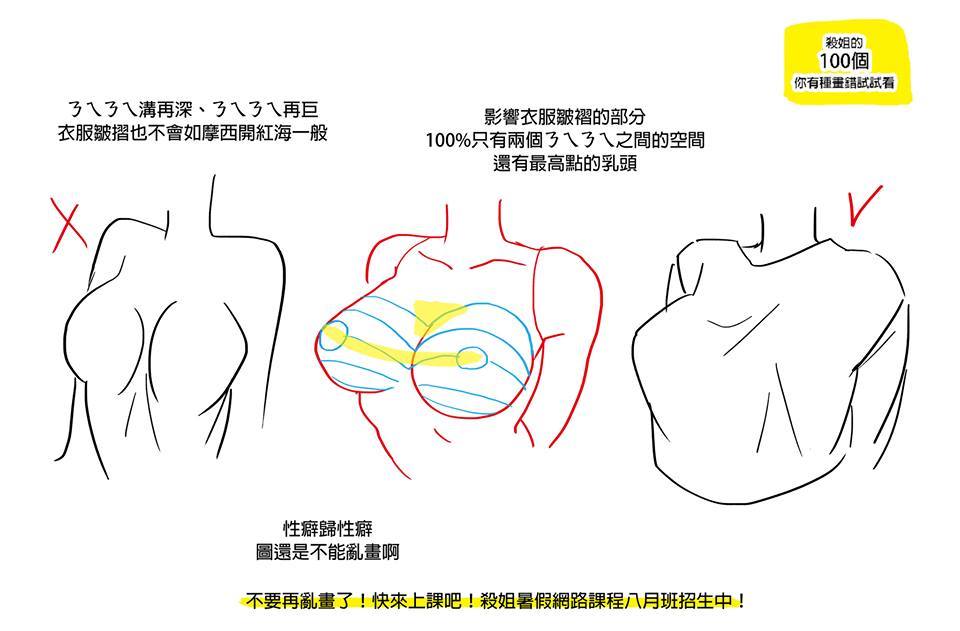 殺姐的
100個
你有種畫錯試試看
ㄋㄟㄋㄟ溝再深、ㄋㄟㄋㄟ再巨
衣服皺摺也不會如摩西開紅海一般
影響衣服皺褶的部分
100%只有兩個ㄋㄟㄋㄟ之間的空間
還有最高點的乳頭
性癖歸性癖
圖還是不能亂畫啊
不要再亂畫了！快來上課吧！殺姐暑假網路課程八月班招生中！